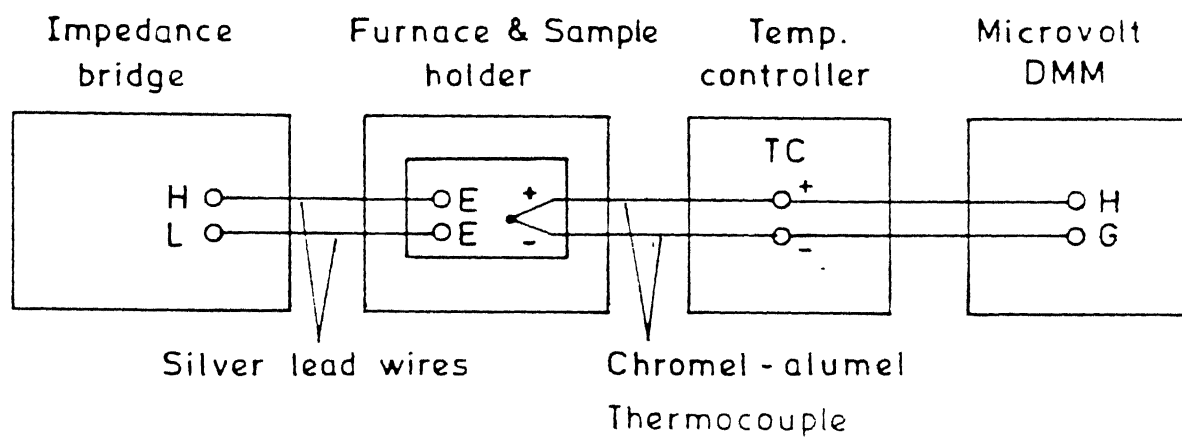 Impedance bridge
Furnace & Sample holder
Temp. controller
Microvolt DMM
TC
H
E
+
+
H
L
E
-
-
G
Silver lead wires
Chromel - alumel
Thermocouple